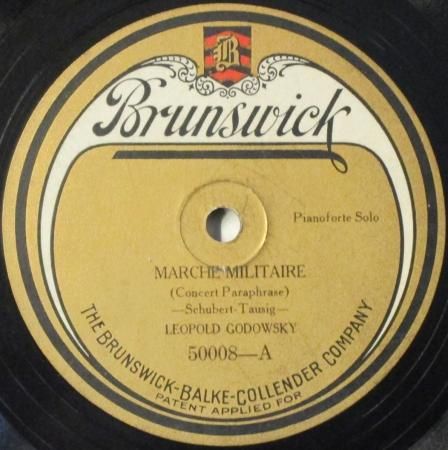 B
Brunswick
Pianoforte Solo
MARCHE MILITAIRE
(Concert Paraphrase)
—Schubert-Tausig—
LEOPOLD GODOWSKY
50008—A
THE BRUNSWICK-BALKE-COLLENDER COMPANY
PATENT APPLIED FOR